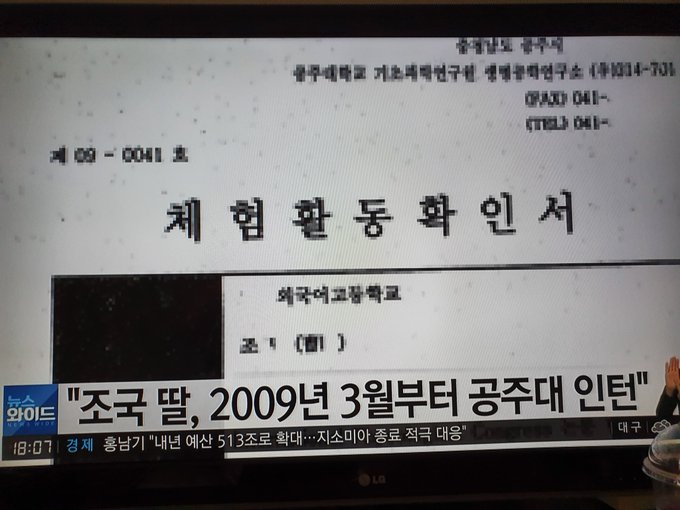 충청남도 공주시
공주대학교 기초과학연구원 생명공학연구소 (우)314-701
(FAX) 041-
(TEL) 041-
제 09 - 0041 호
체 험 활 동 확 인 서
외국어고등학교
조
뉴스
와이드
NEWS WIDE
"조국 딸, 2009년 3월부터 공주대 인턴"
18:07 경제 홍남기 "내년 예산 513조로 확대…지소미아 종료 적극 대응" 대구
LG